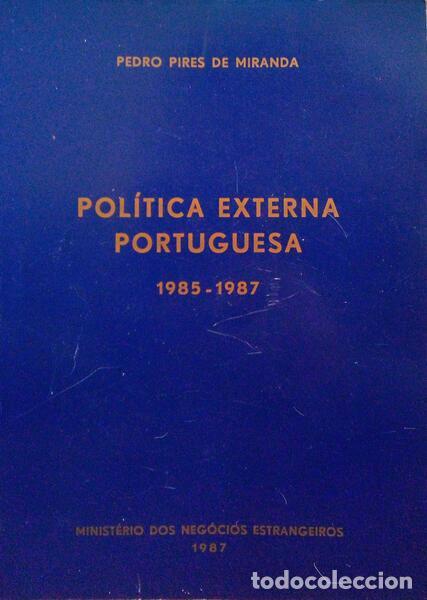 PEDRO PIRES DE MIRANDA
POLÍTICA EXTERNA
PORTUGUESA
1985-1987
MINISTÉRIO DOS NEGÓCIOS ESTRANGEIROS
1987
todocoleccion